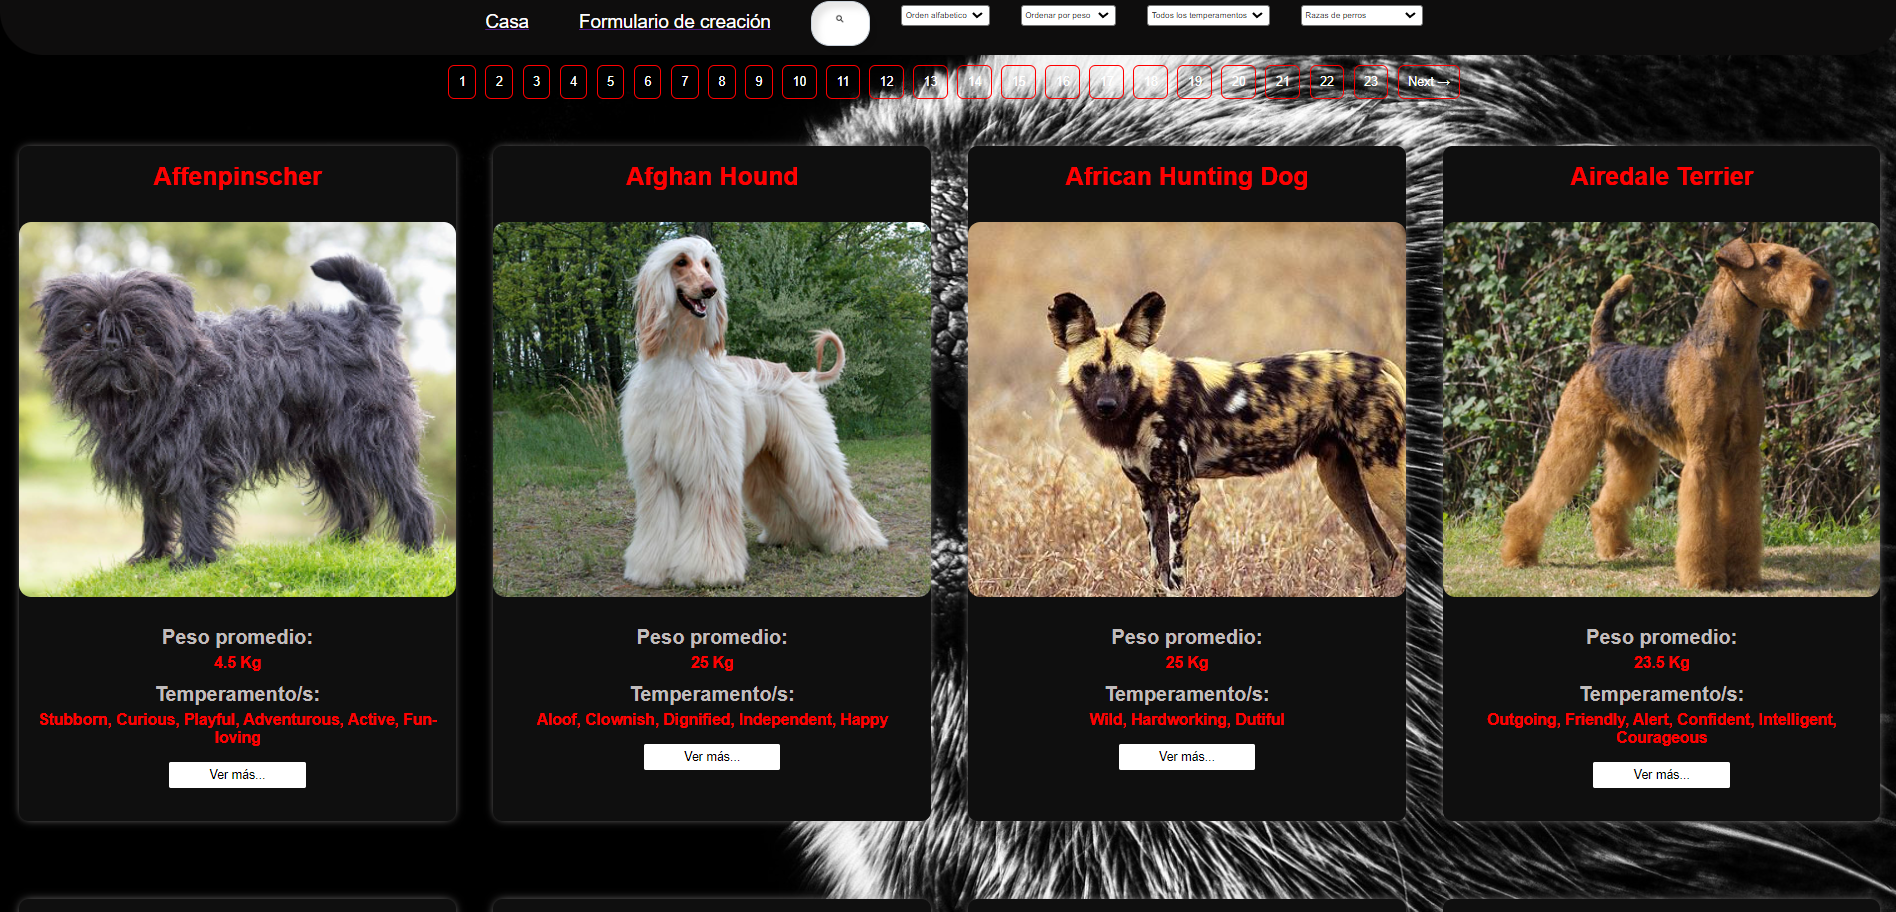 Casa Formulario de creación Orden alfabetico Ordenar por peso Todos los temperamentos Razas de perros
1 2 3 4 5 6 7 8 9 10 11 12 13 14 15 16 17 18 19 20 21 22 23 Next →
Affenpinscher
Peso promedio:
4.5 Kg
Temperamento/s:
Stubborn, Curious, Playful, Adventurous, Active, Fun-
loving
Ver más...
Afghan Hound
Peso promedio:
25 Kg
Temperamento/s:
Aloof, Clownish, Dignified, Independent, Happy
Ver más...
African Hunting Dog
Peso promedio:
25 Kg
Temperamento/s:
Wild, Hardworking, Dutiful
Ver más...
Airedale Terrier
Peso promedio:
23.5 Kg
Temperamento/s:
Outgoing, Friendly, Alert, Confident, Intelligent,
Courageous
Ver más...